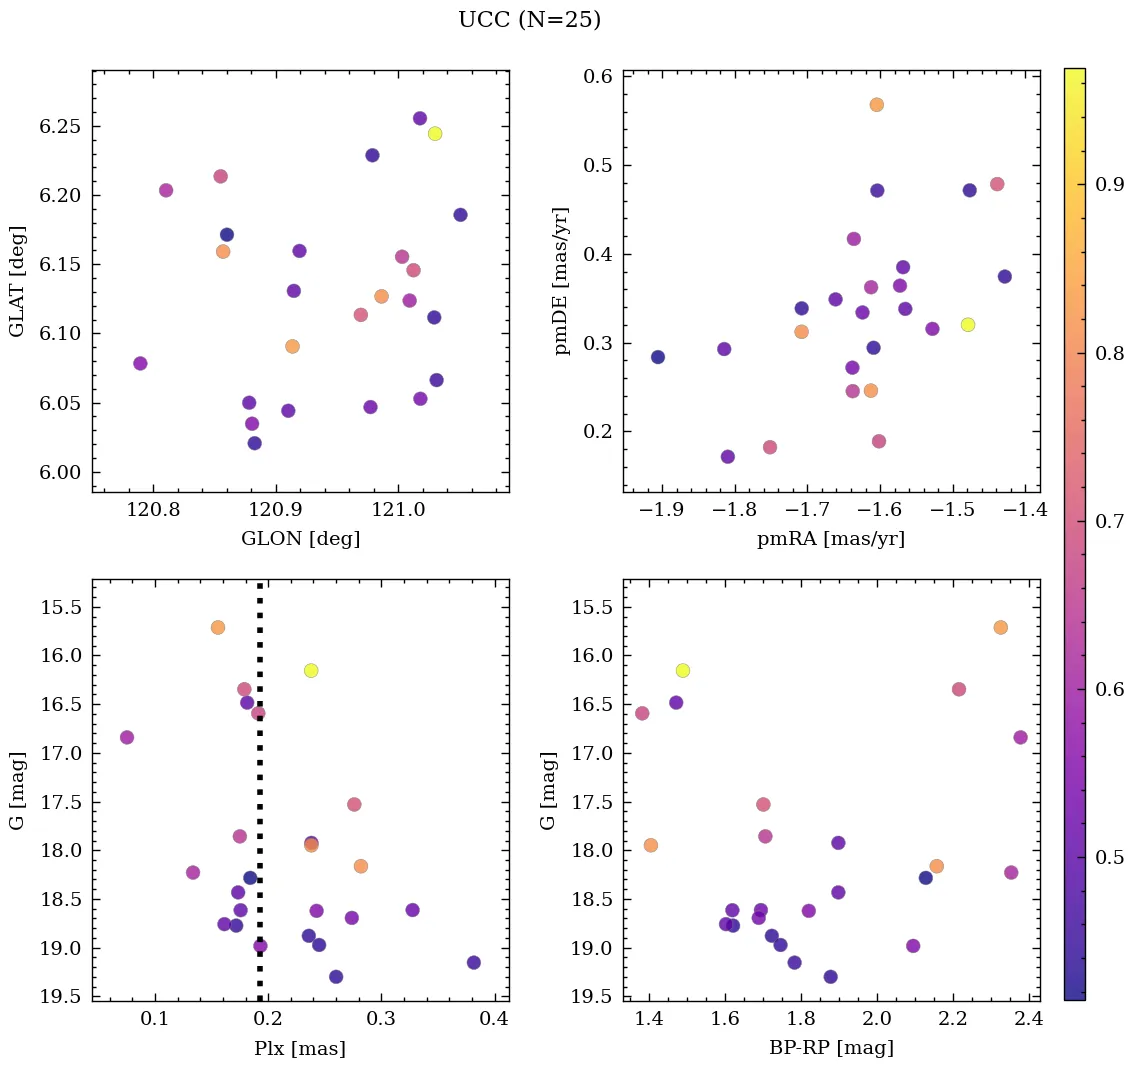 UCC (N=25)
6.25
6.20
6.15
6.10
6.05
6.00
GLAT [deg]
120.8 120.9 121.0
GLON [deg]
0.6
0.5
0.4
0.3
0.2
pmDE [mas/yr]
−1.9 −1.8 −1.7 −1.6 −1.5 −1.4
pmRA [mas/yr]
15.5
16.0
16.5
17.0
17.5
18.0
18.5
19.0
19.5
G [mag]
0.1 0.2 0.3 0.4
Plx [mas]
15.5
16.0
16.5
17.0
17.5
18.0
18.5
19.0
19.5
G [mag]
1.4 1.6 1.8 2.0 2.2 2.4
BP-RP [mag]
0.9
0.8
0.7
0.6
0.5